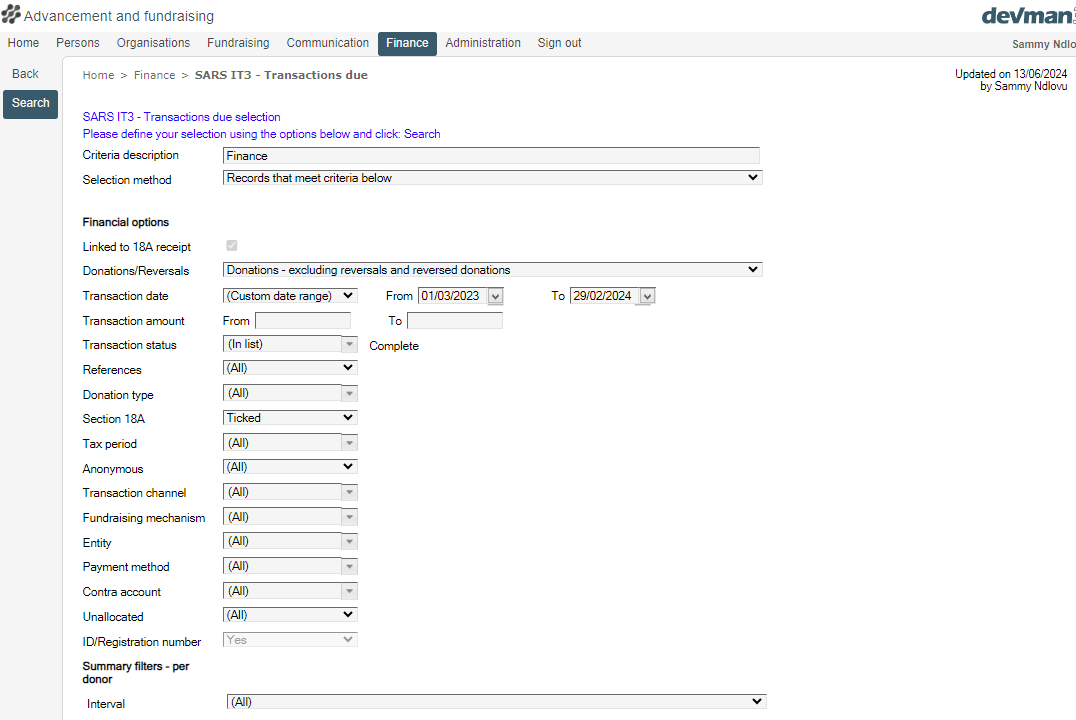 Advancement and fundraising
devman
Home Persons Organisations Fundraising Communication Finance Administration Sign out
Sammy Ndlo
Back
Search
Home > Finance > SARS IT3 - Transactions due
Updated on 13/06/2024
by Sammy Ndlovu
SARS IT3 - Transactions due selection
Please define your selection using the options below and click: Search
Criteria description Finance
Selection method Records that meet criteria below
Financial options
Linked to 18A receipt
Donations/Reversals Donations - excluding reversals and reversed donations
Transaction date (Custom date range) From 01/03/2023 To 29/02/2024
Transaction amount From To
Transaction status (In list) Complete
References (All)
Donation type (All)
Section 18A Ticked
Tax period (All)
Anonymous (All)
Transaction channel (All)
Fundraising mechanism (All)
Entity (All)
Payment method (All)
Contra account (All)
Unallocated (All)
ID/Registration number Yes
Summary filters - per
donor
Interval (All)